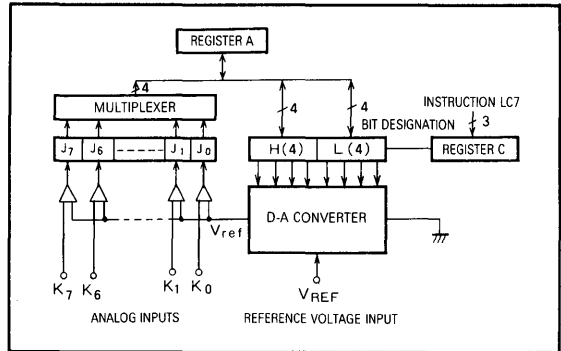 REGISTER A
4
MULTIPLEXER
4
4
INSTRUCTION LC7
BIT DESIGNATION
3
J7 J6 J1 J0
H(4) L(4)
REGISTER C
D-A CONVERTER
Vref
K7 K6 K1 K0
VREF
ANALOG INPUTS
REFERENCE VOLTAGE INPUT